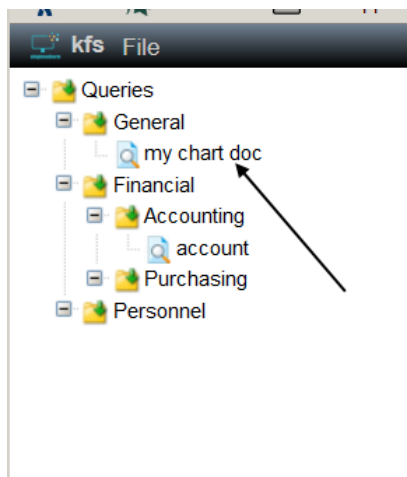 kfs File
Queries
General
my chart doc
Financial
Accounting
account
Purchasing
Personnel